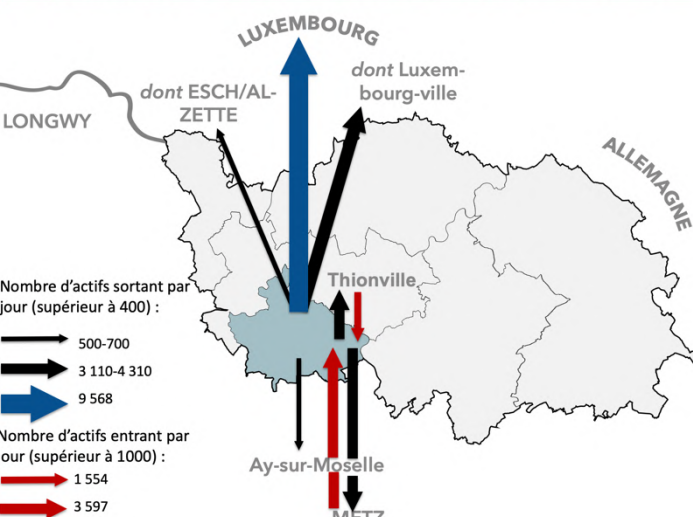 LUXEMBOURG
dont Luxem-
bourg-ville
dont ESCH/AL-
ZETTE
LONGWY
ALLEMAGNE
Thionville
Nombre d'actifs sortant par
jour (supérieur à 400) :
500-700
3 110-4 310
9 568
Nombre d'actifs entrant par
our (supérieur à 1000) :
1 554
3 597
Ay-sur-Moselle
METZ